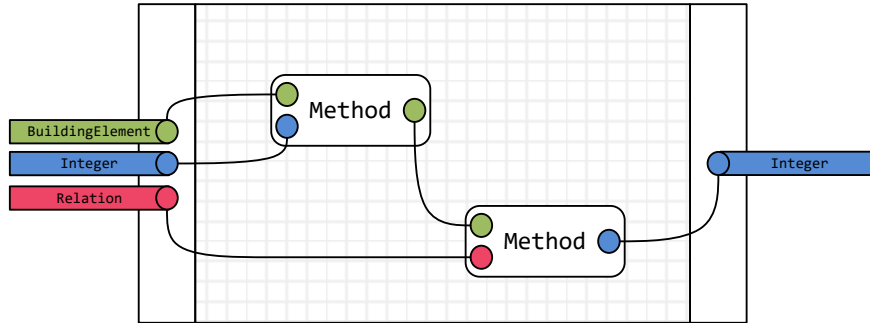 Method
BuildingElement
Integer
Integer
Relation
Method